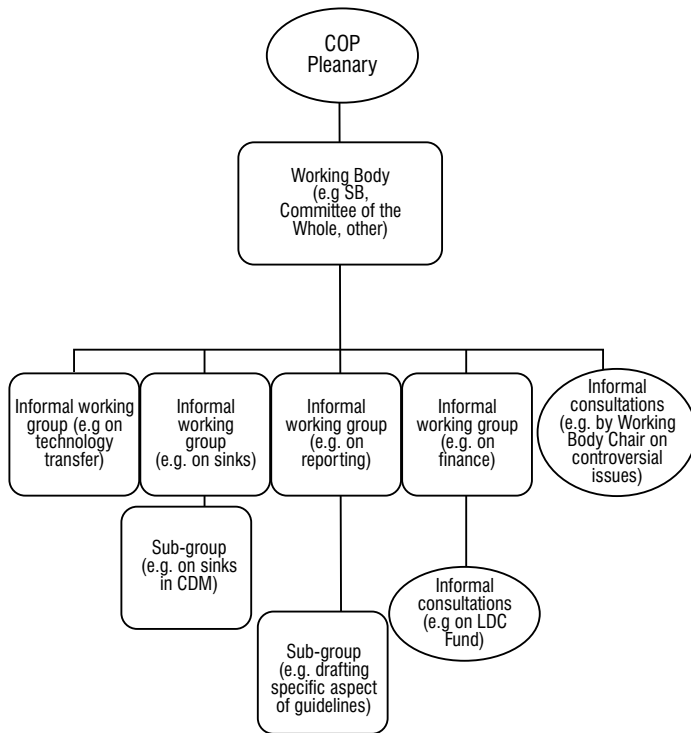 COP
Pleanary
Working Body
(e.g SB,
Committee of the
Whole, other)
Informal working
group (e.g on
technology
transfer)
Informal
working
group
(e.g. on sinks)
Informal
working group
(e.g. on
reporting)
Informal
working group
(e.g. on
finance)
Informal
consultations
(e.g. by Working
Body Chair on
controversial
issues)
Sub-group
(e.g. on sinks
in CDM)
Sub-group
(e.g. drafting
specific aspect
of guidelines)
Informal
consultations
(e.g on LDC
Fund)